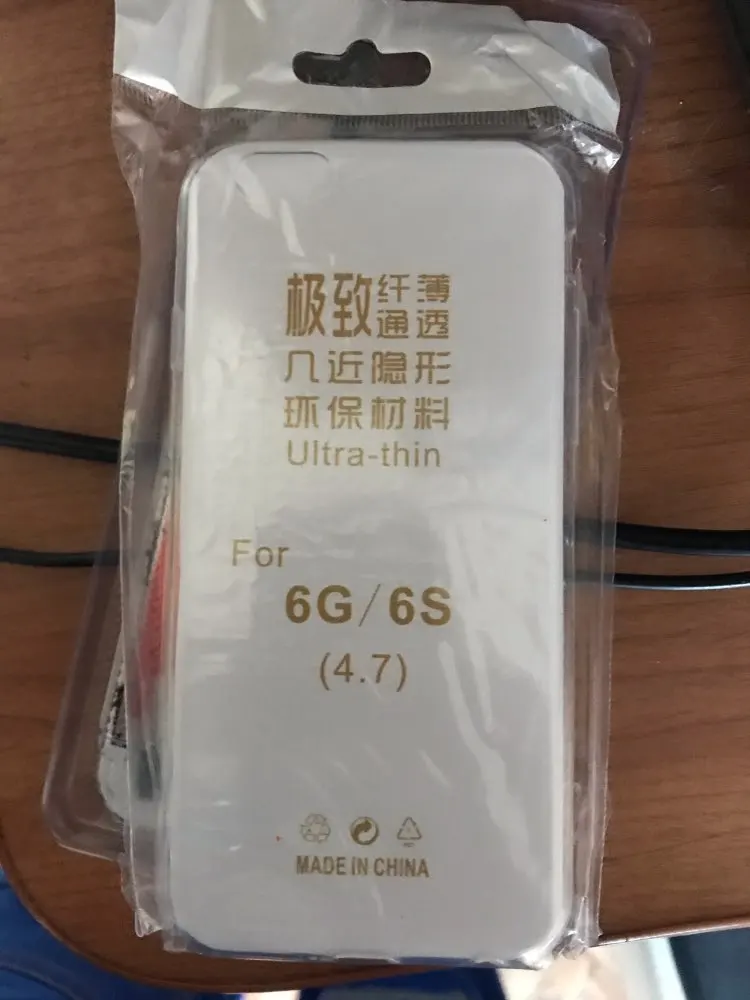 极致纤薄
通透
几近隐形
环保材料
Ultra-thin
For
6G/6S
(4.7)
MADE IN CHINA